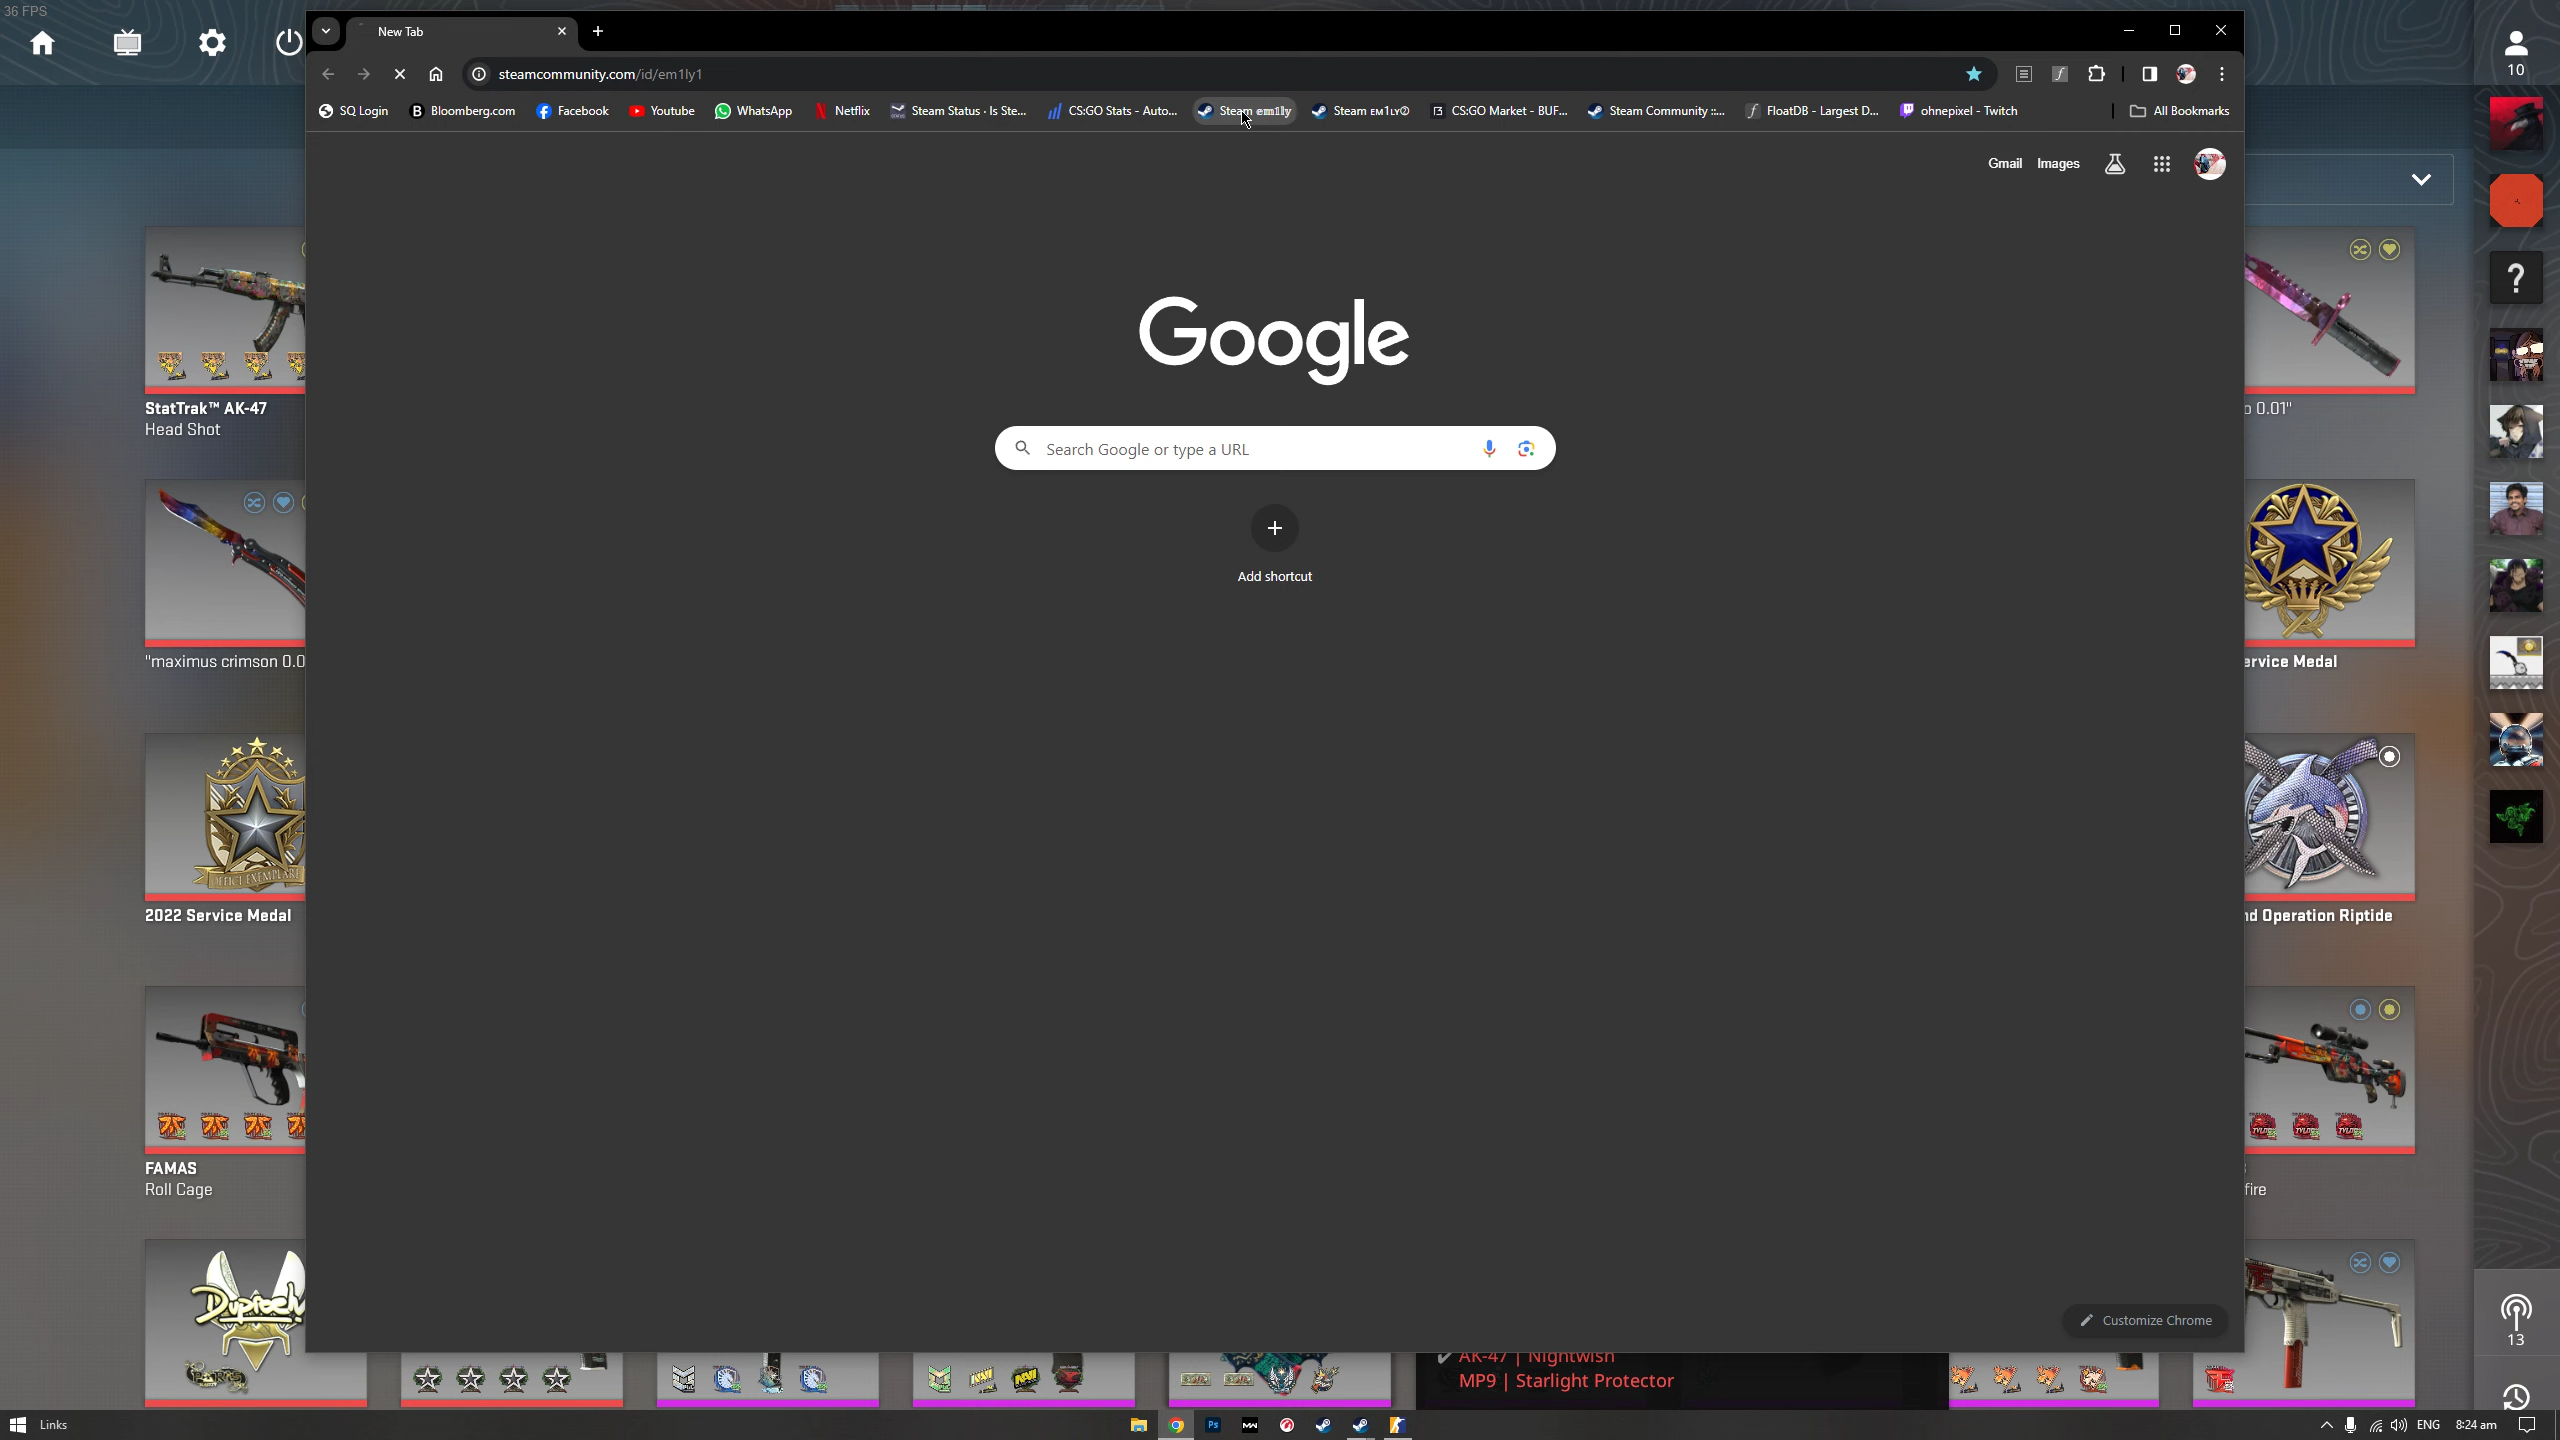 36 FPS
New Tab
steamcommunity.com/id/em1ly1
SQ Login
Bloomberg.com
Facebook
Youtube
WhatsApp
Netflix
Steam Status · Is Ste...
CS:GO Stats - Auto...
Steam em1ly
Steam ᴇᴍ1ʟʏ②
CS:GO Market - BUF...
Steam Community ::...
FloatDB - Largest D...
ohnepixel - Twitch
All Bookmarks
10
Gmail
Images
Google
Search Google or type a URL
Add shortcut
StatTrak™ AK-47
Head Shot
o 0.01"
"maximus crimson 0.0
ervice Medal
2022 Service Medal
nd Operation Riptide
FAMAS
Roll Cage
fire
Customize Chrome
13
AK-47 | Nightwish
MP9 | Starlight Protector
Links
Ps
MW
ENG
8:24 am